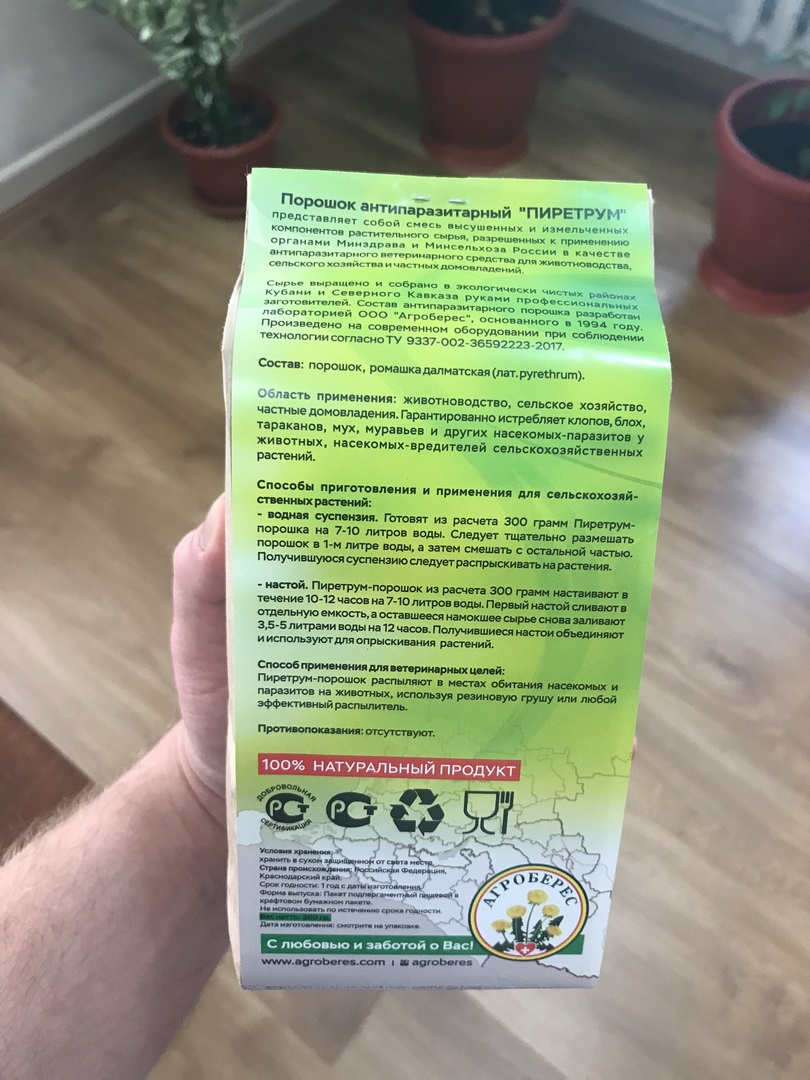 Порошок антипаразитарный "ПИРЕТРУМ"
представляет собой смесь высушенных и измельченных
компонентов растительного сырья, разрешенных к применению
органами Минздрава и Минсельхоза России в качестве
антипаразитарного ветеринарного средства для животноводства,
сельского хозяйства и частных домовладений.
Сырье выращено и собрано в экологически чистых районах
Кубани и Северного Кавказа руками профессиональных
заготовителей. Состав антипаразитарного порошка разработан
лабораторией ООО "Агроберес", основанного в 1994 году.
Произведено на современном оборудовании при соблюдении
технологии согласно ТУ 9337-002-36592223-2017.
Состав: порошок, ромашка далматская (лат. pyrethrum).
Область применения: животноводство, сельское хозяйство,
частные домовладения. Гарантированно истребляет клопов, блох,
тараканов, мух, муравьев и других насекомых-паразитов у
животных, насекомых-вредителей сельскохозяйственных
растений.
Способы приготовления и применения для сельскохозяй-
ственных растений:
- водная суспензия. Готовят из расчета 300 грамм Пиретрум-
порошка на 7-10 литров воды. Следует тщательно размешать
порошок в 1-м литре воды, а затем смешать с остальной частью.
Получившуюся суспензию следует распрыскивать на растения.
- настой. Пиретрум-порошок из расчета 300 грамм настаивают в
течение 10-12 часов на 7-10 литров воды. Первый настой сливают в
отдельную емкость, а оставшееся намокшее сырье снова заливают
3,5-5 литрами воды на 12 часов. Получившиеся настои объединяют
и используют для опрыскивания растений.
Способ применения для ветеринарных целей:
Пиретрум-порошок распыляют в местах обитания насекомых и
паразитов на животных, используя резиновую грушу или любой
эффективный распылитель.
Противопоказания: отсутствуют.
100% НАТУРАЛЬНЫЙ ПРОДУКТ
ДОБРОВОЛЬНАЯ
РСТ
СЕРТИФИКАЦИЯ
РСТ
Условия хранения:
хранить в сухом защищенном от света месте.
Страна происхождения: Российская Федерация,
Краснодарский край.
Срок годности: 1 год с даты изготовления.
Форма выпуска: Пакет подпергаментный пищевой в
крафтовом бумажном пакете.
Не использовать по истечению срока годности.
Вес нетто: гр.
Дата изготовления: смотрите на упаковке.
АГРОБЕРЕС
С любовью и заботой о Вас!
www.agroberes.com | agroberes